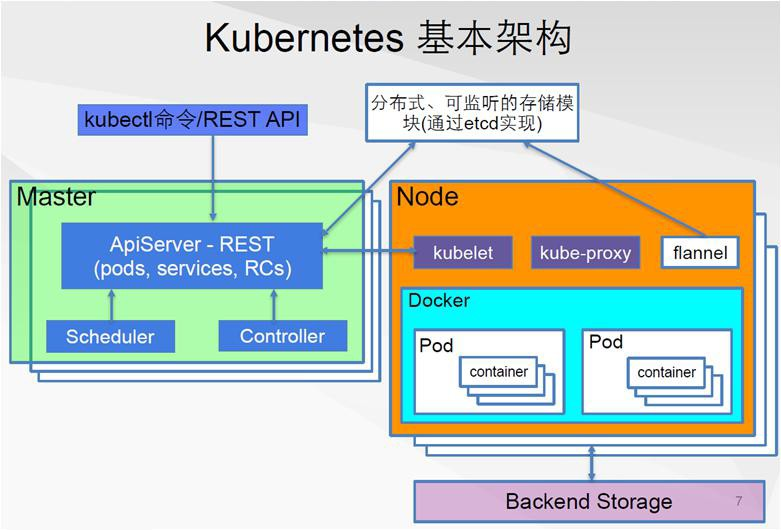 Kubernetes 基本架构
kubectl命令/REST API
分布式、可监听的存储模
块(通过etcd实现)
Master
ApiServer - REST
(pods, services, RCs)
Scheduler
Controller
Node
kubelet
kube-proxy
flannel
Docker
Pod
container
Pod
container
Backend Storage
7